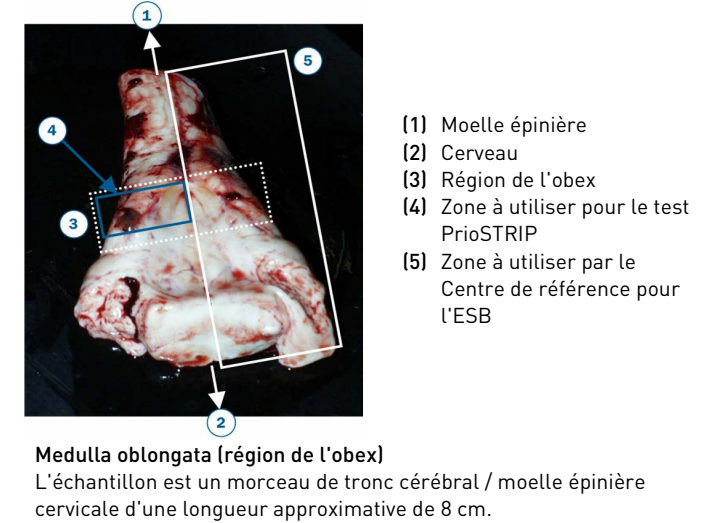 1
5
4
3
2
(1) Moelle épinière
(2) Cerveau
(3) Région de l'obex
(4) Zone à utiliser pour le test
PrioSTRIP
(5) Zone à utiliser par le
Centre de référence pour
l'ESB
Medulla oblongata (région de l'obex)
L'échantillon est un morceau de tronc cérébral / moelle épinière
cervicale d'une longueur approximative de 8 cm.